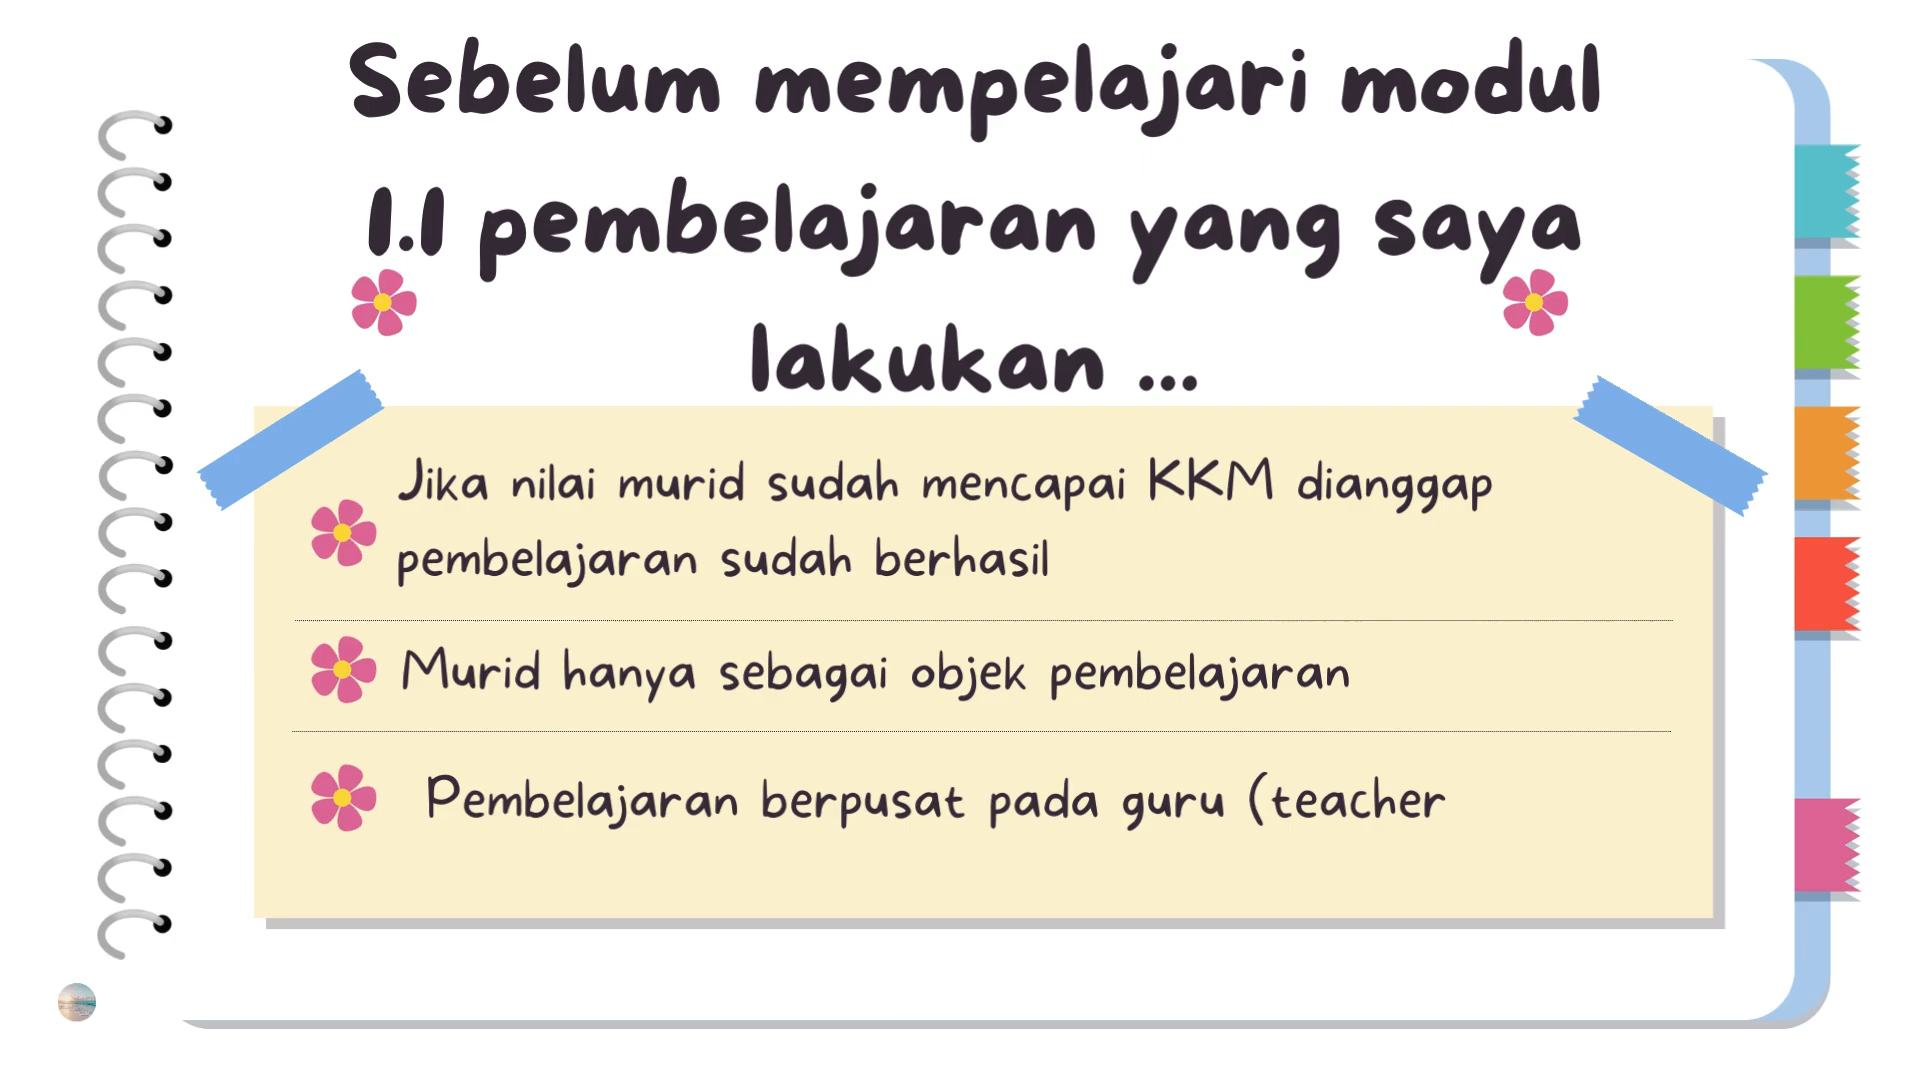 Sebelum mempelajari modul
1.1 pembelajaran yang saya
lakukan ...
Jika nilai murid sudah mencapai KKM dianggap
pembelajaran sudah berhasil
Murid hanya sebagai objek pembelajaran
Pembelajaran berpusat pada guru (teacher